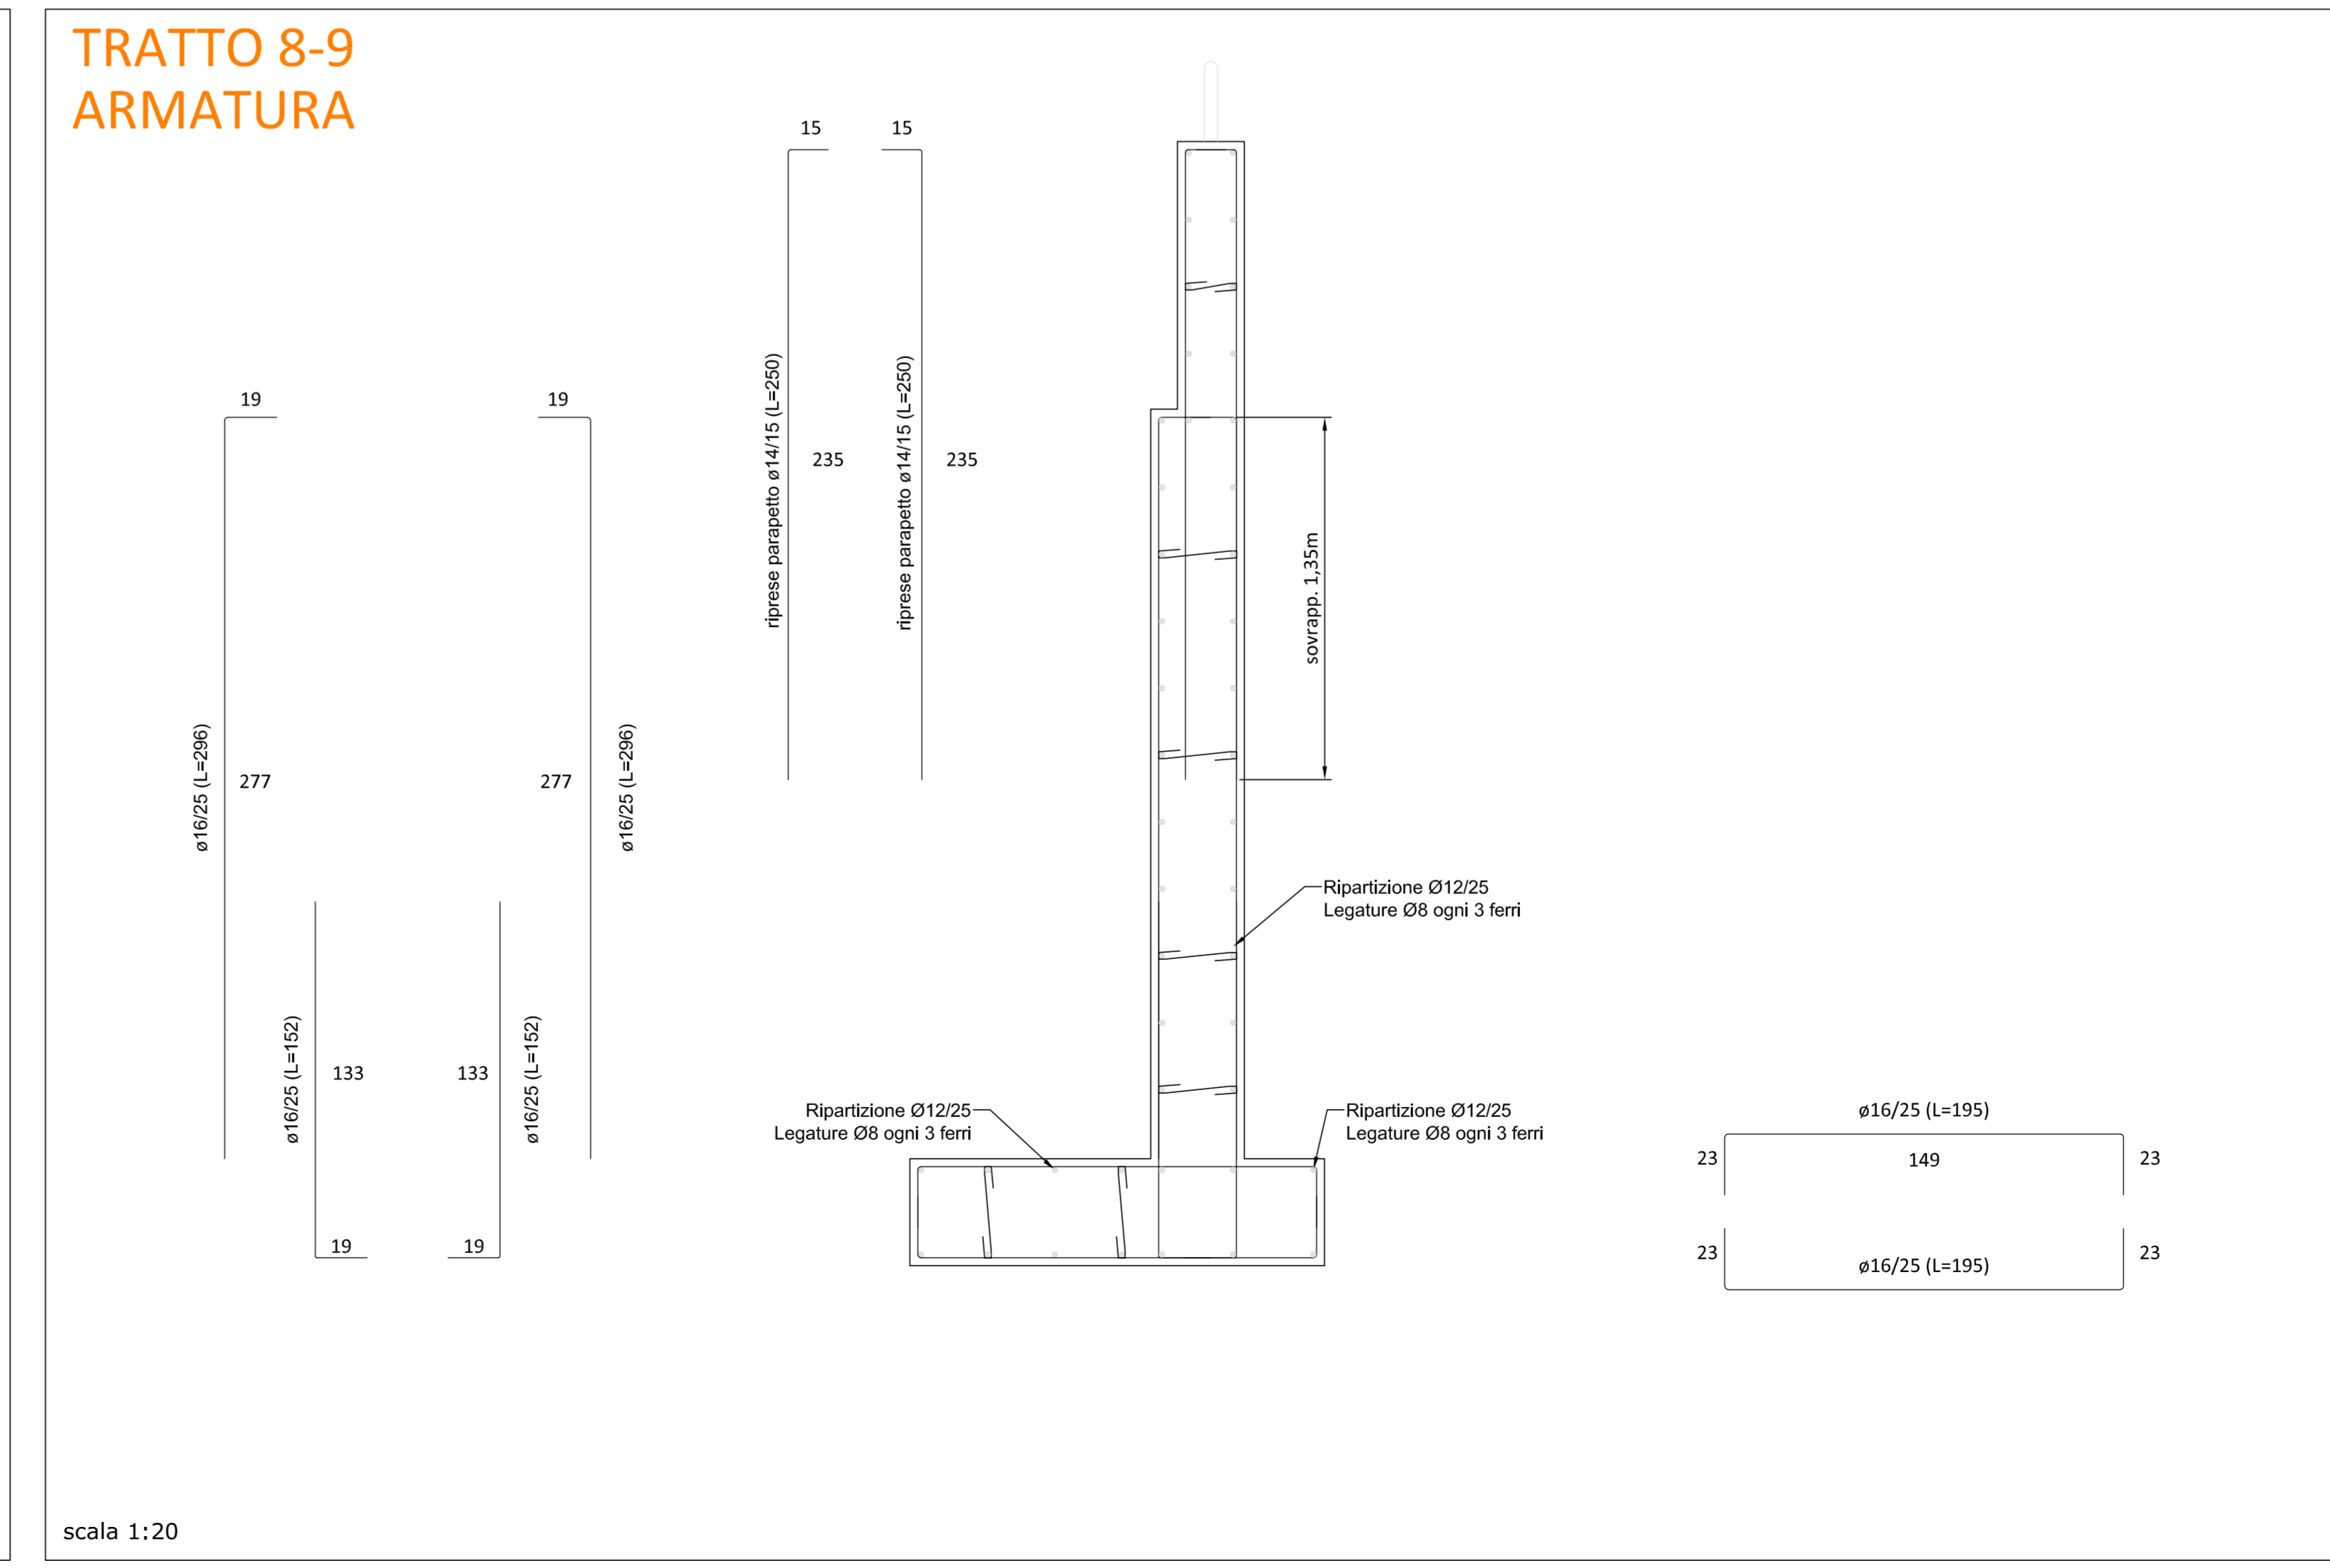 TRATTO 8-9
ARMATURA
15
15
riprese parapetto ø14/15 (L=250)
235
riprese parapetto ø14/15 (L=250)
235
19
19
ø16/25 (L=296)
277
277
ø16/25 (L=296)
sovrapp. 1,35m
ø16/25 (L=152)
133
133
ø16/25 (L=152)
19
19
Ripartizione Ø12/25
Legature Ø8 ogni 3 ferri
Ripartizione Ø12/25
Legature Ø8 ogni 3 ferri
Ripartizione Ø12/25
Legature Ø8 ogni 3 ferri
ø16/25 (L=195)
23
149
23
23
ø16/25 (L=195)
23
scala 1:20